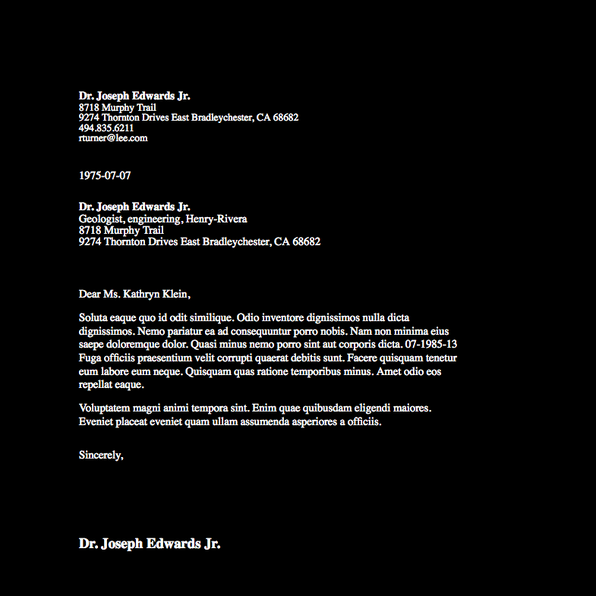 Dr. Joseph Edwards Jr.
8718 Murphy Trail
9274 Thornton Drives East Bradleychester, CA 68682
494.835.6211
rturner@lee.com
1975-07-07
Dr. Joseph Edwards Jr.
Geologist, engineering, Henry-Rivera
8718 Murphy Trail
9274 Thornton Drives East Bradleychester, CA 68682
Dear Ms. Kathryn Klein,
Soluta eaque quo id odit similique. Odio inventore dignissimos nulla dicta
dignissimos. Nemo pariatur ea ad consequuntur porro nobis. Nam non minima eius
saepe doloremque dolor. Quasi minus nemo porro sint aut corporis dicta. 07-1985-13
Fuga officiis praesentium velit corrupti quaerat debitis sunt. Facere quisquam tenetur
eum labore eum neque. Quisquam quas ratione temporibus minus. Amet odio eos
repellat eaque.
Voluptatem magni animi tempora sint. Enim quae quibusdam eligendi maiores.
Eveniet placeat eveniet quam ullam assumenda asperiores a officiis.
Sincerely,
Dr. Joseph Edwards Jr.